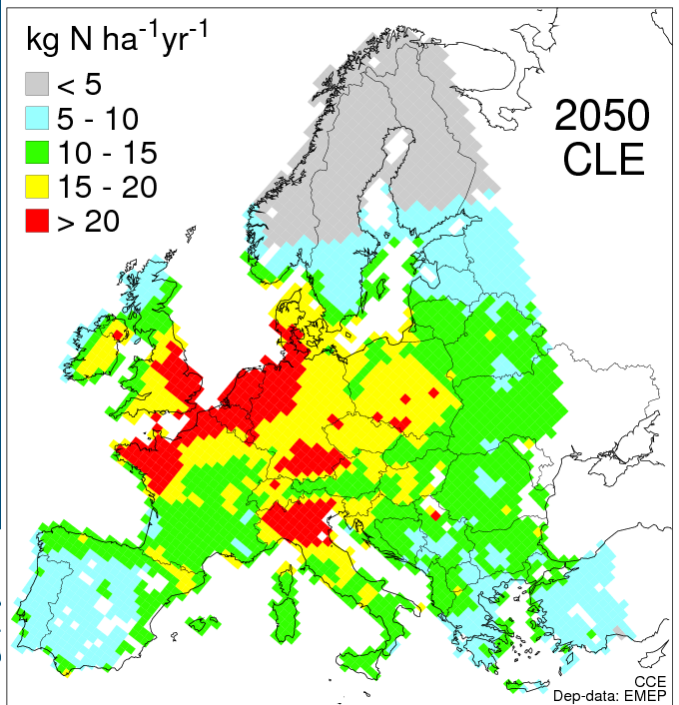 kg N ha⁻¹yr⁻¹
< 5
5 - 10
10 - 15
15 - 20
> 20
2050
CLE
CCE
Dep-data: EMEP